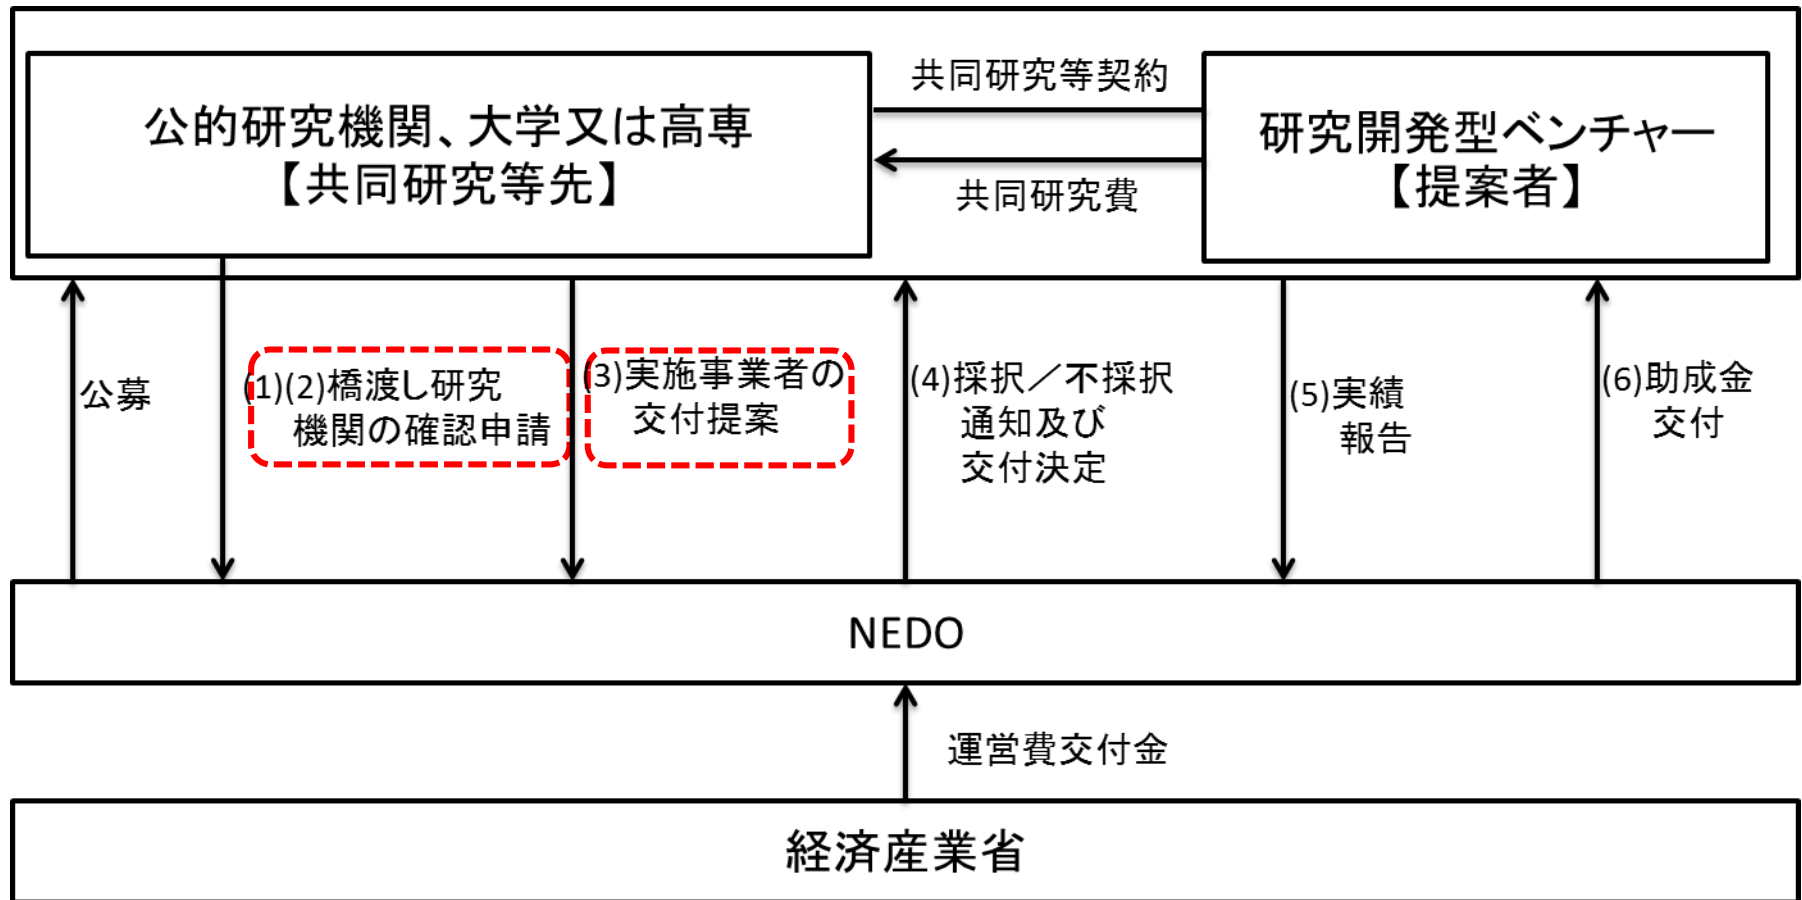 公的研究機関、大学又は高専
【共同研究等先】
共同研究等契約
共同研究費
研究開発型ベンチャー
【提案者】
公募
(1)(2)橋渡し研究
機関の確認申請
(3)実施事業者の
交付提案
(4)採択／不採択
通知及び
交付決定
(5)実績
報告
(6)助成金
交付
NEDO
運営費交付金
経済産業省